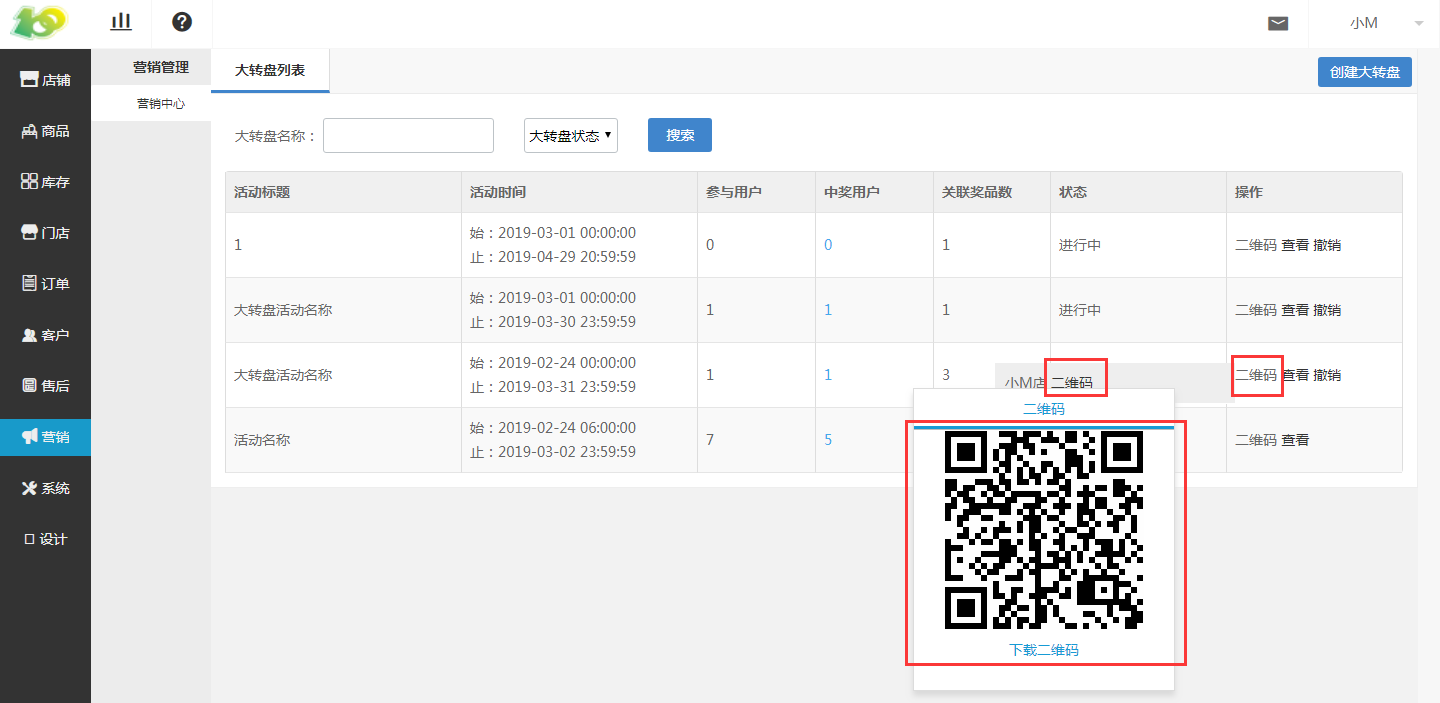 小M
店铺
商品
库存
门店
订单
客户
售后
营销
系统
设计
营销管理
营销中心
大转盘列表
创建大转盘
大转盘名称：
大转盘状态
搜索
活动标题 活动时间 参与用户 中奖用户 关联奖品数 状态 操作
1 始：2019-03-01 00:00:00 0 0 1 进行中 二维码 查看 撤销
止：2019-04-29 20:59:59
大转盘活动名称 始：2019-03-01 00:00:00 1 1 1 进行中 二维码 查看 撤销
止：2019-03-30 23:59:59
大转盘活动名称 始：2019-02-24 00:00:00 1 1 3 二维码 查看 撤销
止：2019-03-31 23:59:59
小M店 二维码
活动名称 始：2019-02-24 06:00:00 7 5 二维码 查看
止：2019-03-02 23:59:59
二维码
下载二维码